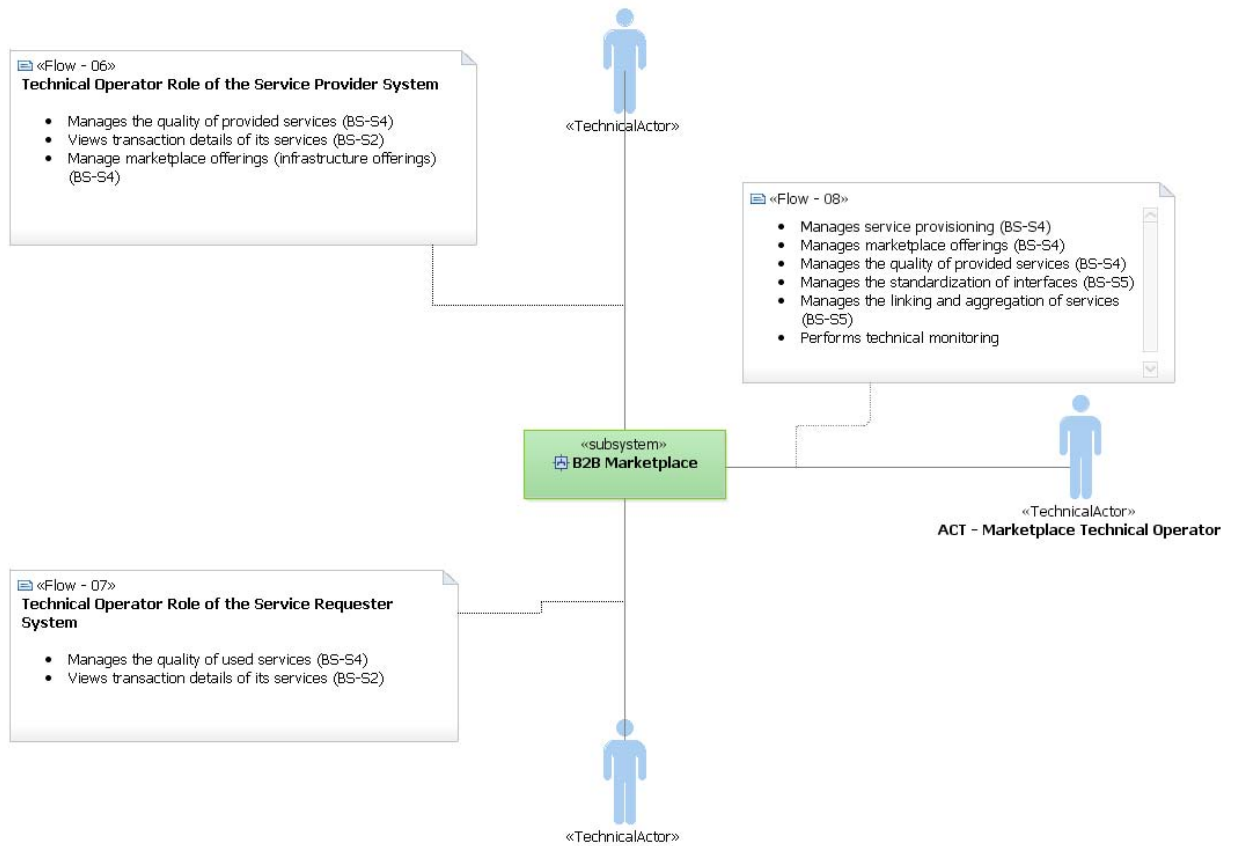 «Flow - 06»
Technical Operator Role of the Service Provider System
• Manages the quality of provided services (BS-S4)
• Views transaction details of its services (BS-S2)
• Manage marketplace offerings (infrastructure offerings)
(BS-S4)
«TechnicalActor»
«Flow - 08»
• Manages service provisioning (BS-S4)
• Manages marketplace offerings (BS-S4)
• Manages the quality of provided services (BS-S4)
• Manages the standardization of interfaces (BS-S5)
• Manages the linking and aggregation of services
(BS-S5)
• Performs technical monitoring
«subsystem»
B2B Marketplace
«TechnicalActor»
ACT - Marketplace Technical Operator
«Flow - 07»
Technical Operator Role of the Service Requester
System
• Manages the quality of used services (BS-S4)
• Views transaction details of its services (BS-S2)
«TechnicalActor»